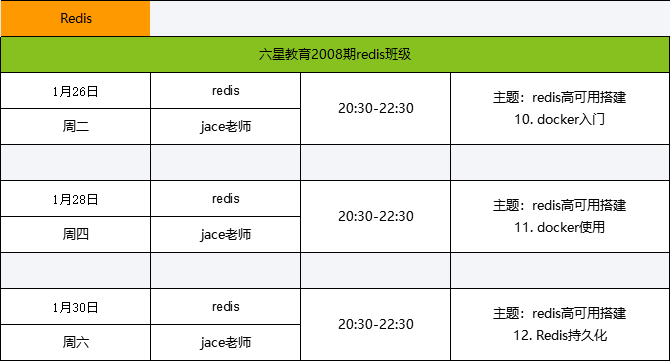 Redis
六星教育2008期redis班级
1月26日
redis
20:30-22:30
主题：redis高可用搭建
10. docker入门
周二
jace老师
1月28日
redis
20:30-22:30
主题：redis高可用搭建
11. docker使用
周四
jace老师
1月30日
redis
20:30-22:30
主题：redis高可用搭建
12. Redis持久化
周六
jace老师